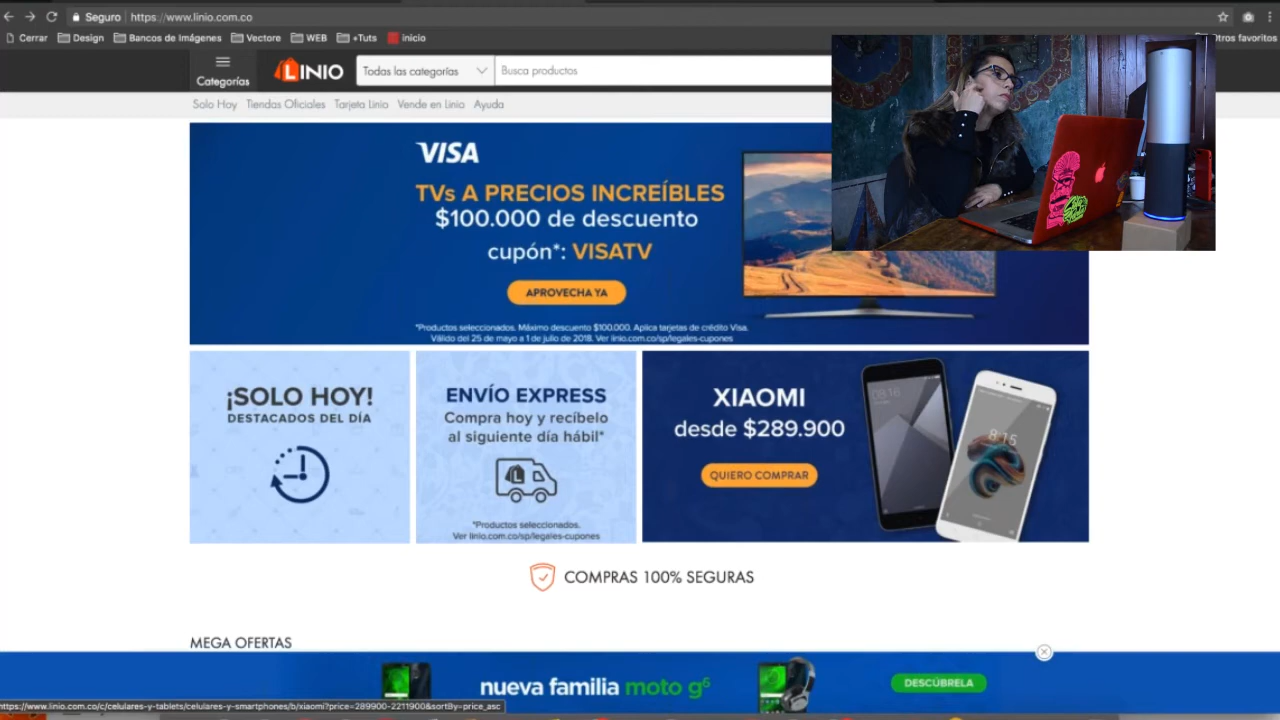 Seguro https://www.linio.com.co
Cerrar Design Bancos de Imágenes Vectore WEB +Tuts Inicio
Otros favoritos
Categorías
LINIO
Todas las categorías
Busca productos
Solo Hoy Tiendas Oficiales Tarjeta Linio Vende en Linio Ayuda
VISA
TVs A PRECIOS INCREÍBLES
$100.000 de descuento
cupón*: VISATV
APROVECHA YA
*Productos seleccionados. Máximo descuento $100.000. Aplica tarjetas de crédito Visa.
Válido del 25 de mayo a 1 de julio de 2018. Ver linio.com.co/sp/legales-cupones
¡SOLO HOY!
DESTACADOS DEL DÍA
ENVÍO EXPRESS
Compra hoy y recíbelo
al siguiente día hábil*
*Productos seleccionados.
Ver linio.com.co/sp/legales-cupones
XIAOMI
desde $289.900
QUIERO COMPRAR
08:16
8:15
COMPRAS 100% SEGURAS
MEGA OFERTAS
nueva familia moto g6
DESCÚBRELA
https://www.linio.com.co/c/celulares-y-tablets/celulares-y-smartphones/b/xiaomi?price=289900-2211900&sortBy=price_asc